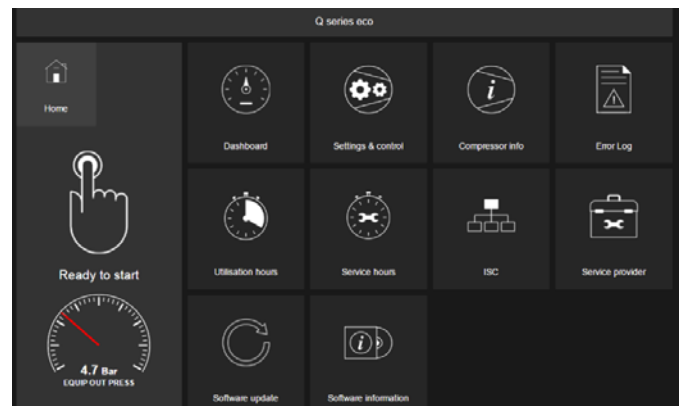 Q series eco
Home
Ready to start
4.7 Bar
EQUIP OUT PRESS
Dashboard
Settings & control
Compressor info
Error Log
Utilisation hours
Service hours
ISC
Service provider
Software update
Software information